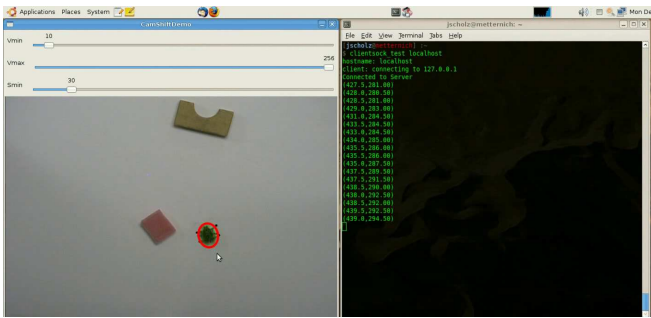 Applications Places System
Mon De
CamShiftDemo
Vmin
10
Vmax
256
Smin
30
jscholz@metternich: ~
File Edit View Terminal Tabs Help
[jscholz@metternich] :~
$ clientsock_test localhost
hostname: localhost
client: connecting to 127.0.0.1
Connected to Server
(427.5,281.00)
(428.0,280.50)
(428.5,281.00)
(429.0,283.00)
(431.0,284.50)
(433.5,284.50)
(433.0,284.50)
(434.0,285.00)
(435.5,286.00)
(435.5,286.00)
(435.0,287.50)
(437.5,289.50)
(437.5,291.50)
(438.5,290.00)
(438.0,292.50)
(438.5,292.00)
(439.5,292.50)
(439.0,294.50)